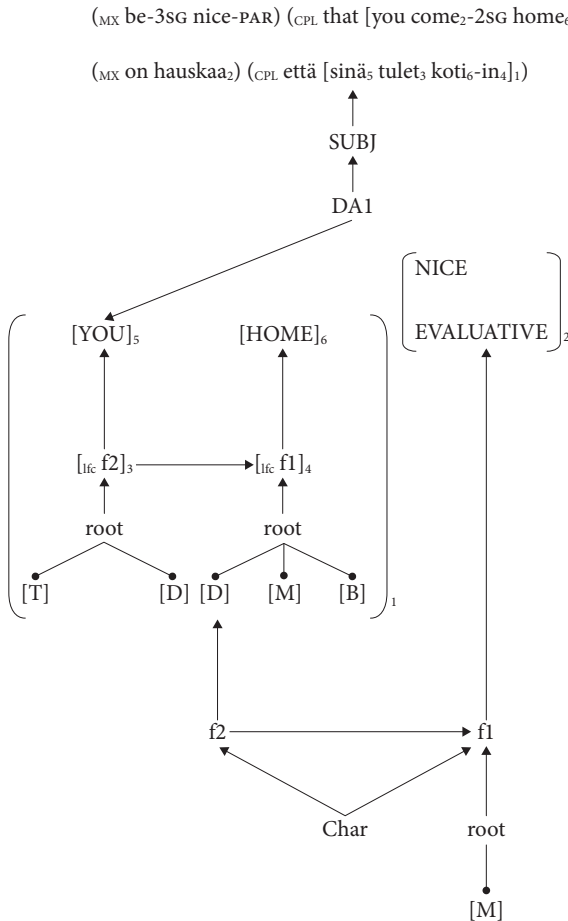 (MX be-3SG nice-PAR) (CPL that [you come₂-2SG home₆
(MX on hauskaa₂) (CPL että [sinä₅ tulet₃ koti₆-in₄]₁)
SUBJ
DA1
NICE
[YOU]₅ [HOME]₆ EVALUATIVE 2
[lfc f2]₃ [lfc f1]₄
root root
[T] [D] [D] [M] [B] 1
f2 f1
Char root
[M]